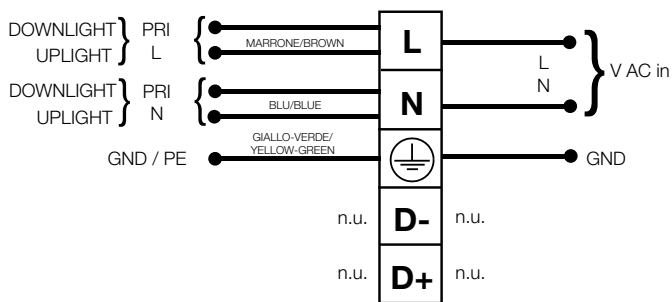 DOWNLIGHT
UPLIGHT
PRI
L
MARRONE/BROWN
L
L
N
V AC in
DOWNLIGHT
UPLIGHT
PRI
N
BLU/BLUE
N
GND / PE
GIALLO-VERDE/
YELLOW-GREEN
GND
n.u. D- n.u.
n.u. D+ n.u.